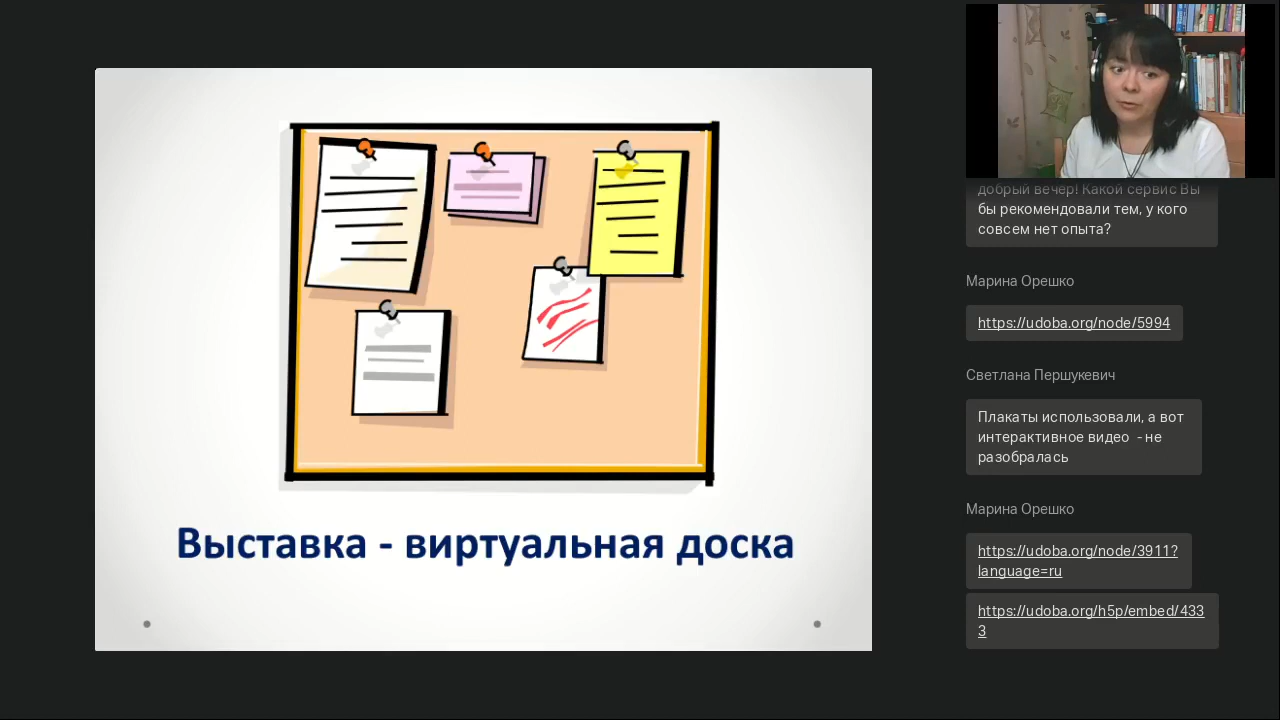 Выставка - виртуальная доска
добрый вечер! Какой сервис Вы
бы рекомендовали тем, у кого
совсем нет опыта?
Марина Орешко
https://udoba.org/node/5994
Светлана Першукевич
Плакаты использовали, а вот
интерактивное видео - не
разобралась
Марина Орешко
https://udoba.org/node/3911?
language=ru
https://udoba.org/h5p/embed/433
3